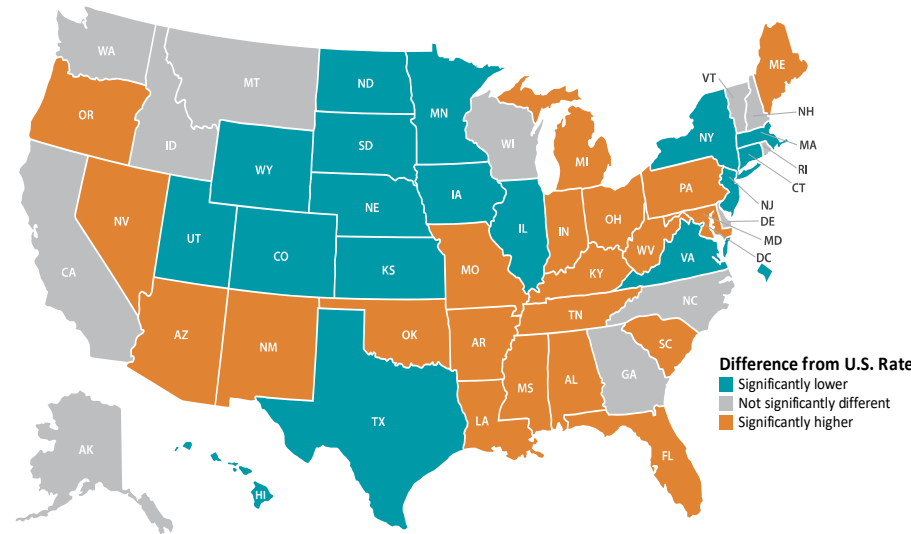 WA
MT
ND
MN
ME
VT
NH
OR
ID
SD
WI
NY
MA
RI
CT
WY
MI
NE
IA
PA
NJ
DE
MD
DC
NV
UT
CO
IL
IN
OH
WV
VA
CA
KS
MO
KY
NC
AZ
NM
OK
AR
TN
SC
MS
AL
GA
TX
LA
FL
AK
HI
Difference from U.S. Rate
Significantly lower
Not significantly different
Significantly higher